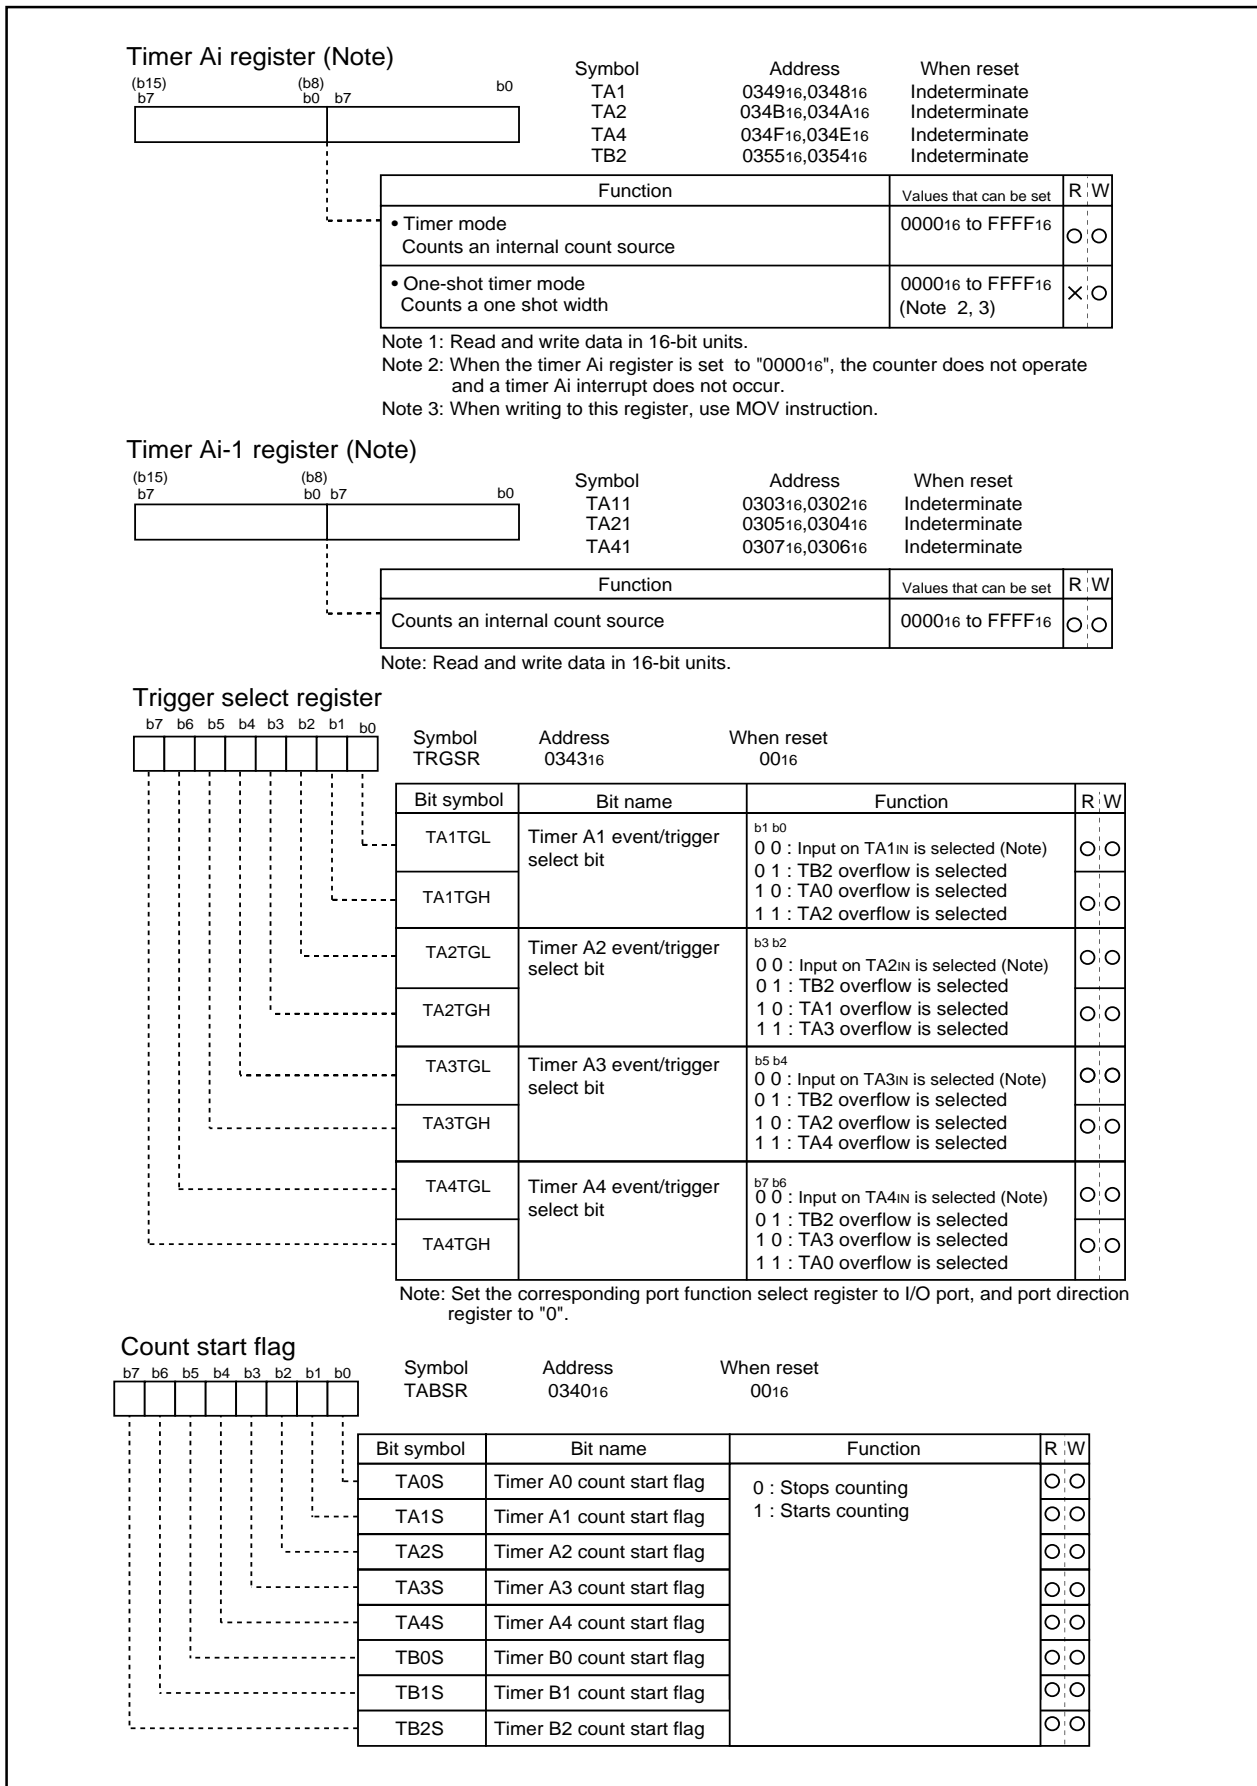 Timer Ai register (Note)
(b15) (b8)
b7 b0 b7 b0
Symbol Address When reset
TA1 034916,034816 Indeterminate
TA2 034B16,034A16 Indeterminate
TA4 034F16,034E16 Indeterminate
TB2 035516,035416 Indeterminate
Function Values that can be set R W
• Timer mode 000016 to FFFF16
Counts an internal count source
• One-shot timer mode 000016 to FFFF16
Counts a one shot width (Note 2, 3)
Note 1: Read and write data in 16-bit units.
Note 2: When the timer Ai register is set to "000016", the counter does not operate
and a timer Ai interrupt does not occur.
Note 3: When writing to this register, use MOV instruction.
Timer Ai-1 register (Note)
(b15) (b8)
b7 b0 b7 b0
Symbol Address When reset
TA11 030316,030216 Indeterminate
TA21 030516,030416 Indeterminate
TA41 030716,030616 Indeterminate
Function Values that can be set R W
Counts an internal count source 000016 to FFFF16
Note: Read and write data in 16-bit units.
Trigger select register
b7 b6 b5 b4 b3 b2 b1 b0
Symbol Address When reset
TRGSR 034316 0016
Bit symbol Bit name Function R W
TA1TGL Timer A1 event/trigger
select bit
TA1TGH
b1 b0
0 0 : Input on TA1IN is selected (Note)
0 1 : TB2 overflow is selected
1 0 : TA0 overflow is selected
1 1 : TA2 overflow is selected
TA2TGL Timer A2 event/trigger
select bit
TA2TGH
b3 b2
0 0 : Input on TA2IN is selected (Note)
0 1 : TB2 overflow is selected
1 0 : TA1 overflow is selected
1 1 : TA3 overflow is selected
TA3TGL Timer A3 event/trigger
select bit
TA3TGH
b5 b4
0 0 : Input on TA3IN is selected (Note)
0 1 : TB2 overflow is selected
1 0 : TA2 overflow is selected
1 1 : TA4 overflow is selected
TA4TGL Timer A4 event/trigger
select bit
TA4TGH
b7 b6
0 0 : Input on TA4IN is selected (Note)
0 1 : TB2 overflow is selected
1 0 : TA3 overflow is selected
1 1 : TA0 overflow is selected
Note: Set the corresponding port function select register to I/O port, and port direction
register to "0".
Count start flag
b7 b6 b5 b4 b3 b2 b1 b0
Symbol Address When reset
TABSR 034016 0016
Bit symbol Bit name Function R W
TA0S Timer A0 count start flag 0 : Stops counting
TA1S Timer A1 count start flag 1 : Starts counting
TA2S Timer A2 count start flag
TA3S Timer A3 count start flag
TA4S Timer A4 count start flag
TB0S Timer B0 count start flag
TB1S Timer B1 count start flag
TB2S Timer B2 count start flag